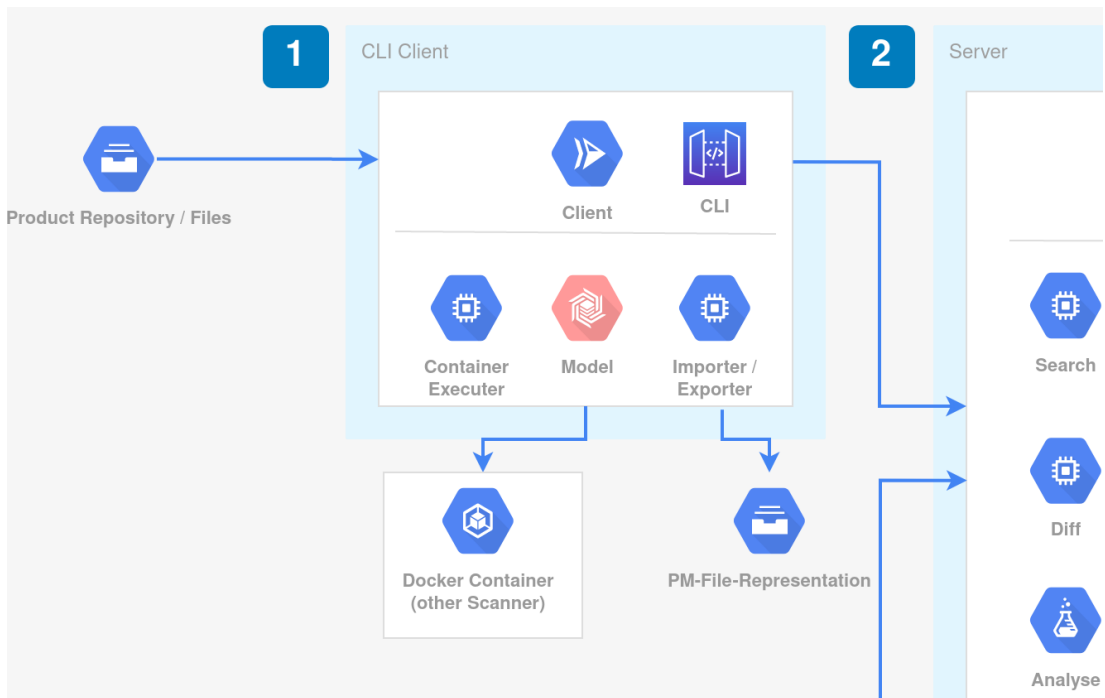 1
CLI Client
2
Server
Product Repository / Files
Client
CLI
Container
Executer
Model
Importer /
Exporter
Search
Docker Container
(other Scanner)
PM-File-Representation
Diff
Analyse